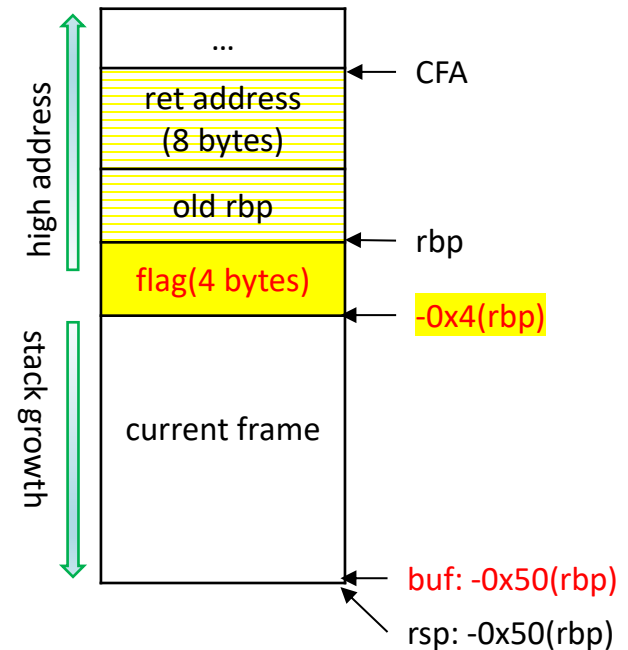 ...
CFA
ret address
(8 bytes)
high address
old rbp
rbp
flag(4 bytes)
-0x4(rbp)
stack growth
current frame
buf: -0x50(rbp)
rsp: -0x50(rbp)